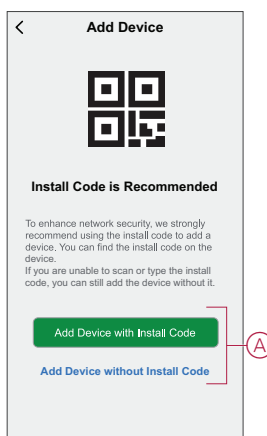 Add Device
Install Code is Recommended
To enhance network security, we strongly
recommend using the install code to add a
device. You can find the install code on the
device.
If you are unable to scan or type the install
code, you can still add the device without it.
Add Device with Install Code
A
Add Device without Install Code